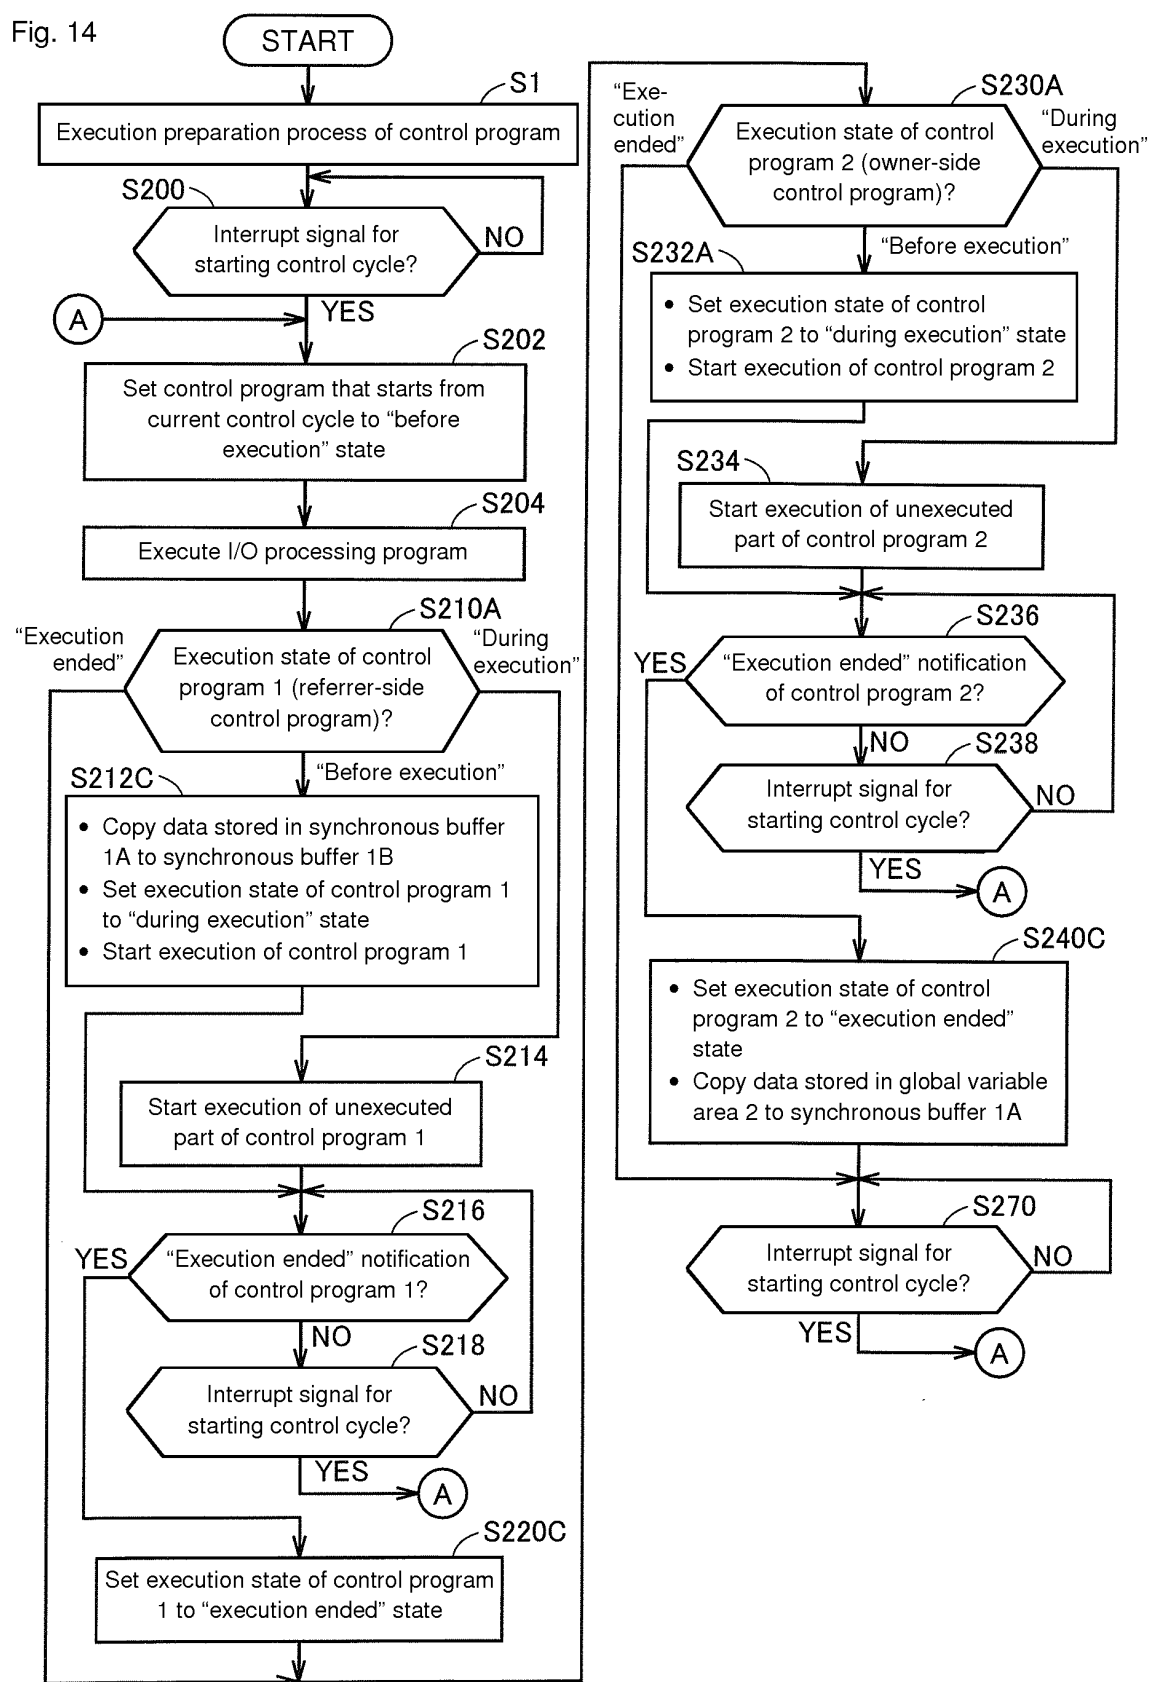 Fig. 14
START
S1
Execution preparation process of control program
S200
Interrupt signal for
starting control cycle?
NO
YES
A
S202
Set control program that starts from
current control cycle to “before
execution” state
S204
Execute I/O processing program
S210A
“Execution
ended”
“During
execution”
Execution state of control
program 1 (referrer-side
control program)?
“Before execution”
S212C
• Copy data stored in synchronous buffer
1A to synchronous buffer 1B
• Set execution state of control program 1
to “during execution” state
• Start execution of control program 1
S214
Start execution of unexecuted
part of control program 1
S216
YES
“Execution ended” notification
of control program 1?
NO
S218
Interrupt signal for
starting control cycle?
NO
YES
A
S220C
Set execution state of control program
1 to “execution ended” state
S230A
“Exe-
cution
ended”
“During
execution”
Execution state of control
program 2 (owner-side
control program)?
“Before execution”
S232A
• Set execution state of control
program 2 to “during execution” state
• Start execution of control program 2
S234
Start execution of unexecuted
part of control program 2
S236
YES
“Execution ended” notification
of control program 2?
NO
S238
Interrupt signal for
starting control cycle?
NO
YES
A
S240C
• Set execution state of control
program 2 to “execution ended”
state
• Copy data stored in global variable
area 2 to synchronous buffer 1A
S270
Interrupt signal for
starting control cycle?
NO
YES
A